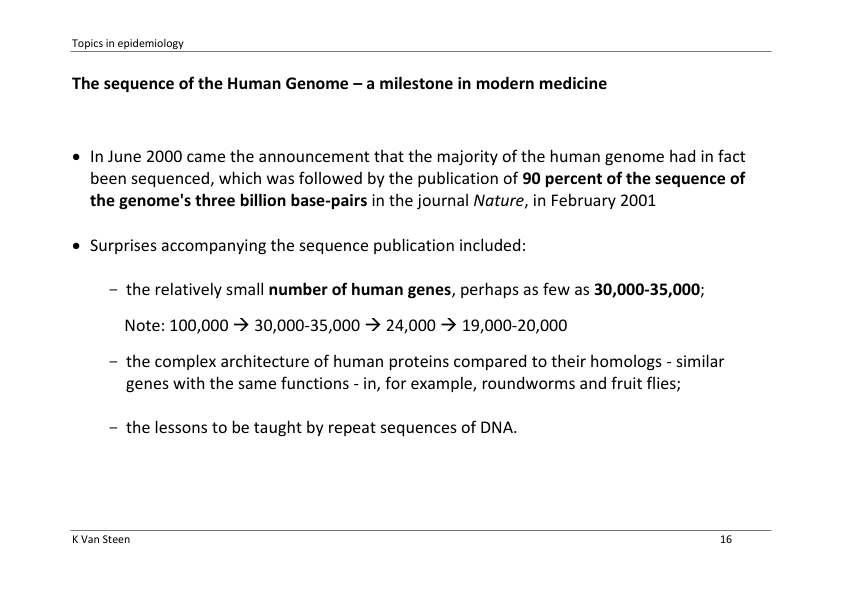 Topics in epidemiology
The sequence of the Human Genome – a milestone in modern medicine
• In June 2000 came the announcement that the majority of the human genome had in fact
been sequenced, which was followed by the publication of 90 percent of the sequence of
the genome's three billion base-pairs in the journal Nature, in February 2001
• Surprises accompanying the sequence publication included:
− the relatively small number of human genes, perhaps as few as 30,000-35,000;
Note: 100,000 → 30,000-35,000 → 24,000 → 19,000-20,000
− the complex architecture of human proteins compared to their homologs - similar
genes with the same functions - in, for example, roundworms and fruit flies;
− the lessons to be taught by repeat sequences of DNA.
K Van Steen 16